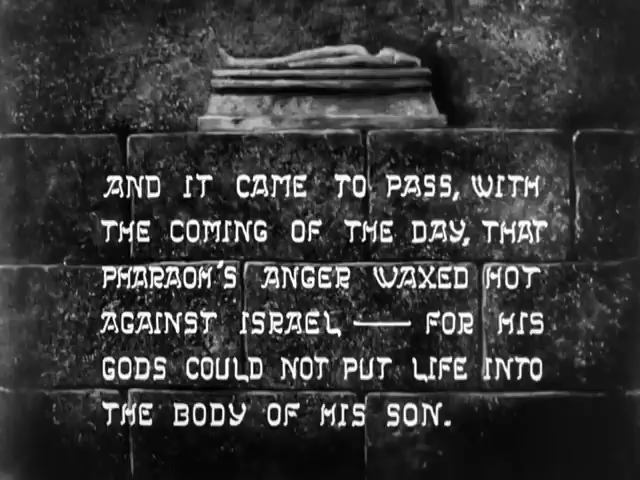 AND IT CAME TO PASS, WITH
THE COMING OF THE DAY, THAT
PHARAOH'S ANGER WAXED HOT
AGAINST ISRAEL — FOR HIS
GODS COULD NOT PUT LIFE INTO
THE BODY OF HIS SON.